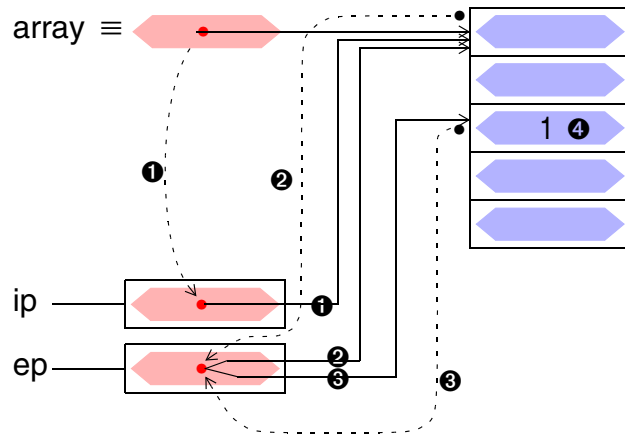 array ≡
1 ❹
❶
❷
ip
❶
ep
❷
❸
❸